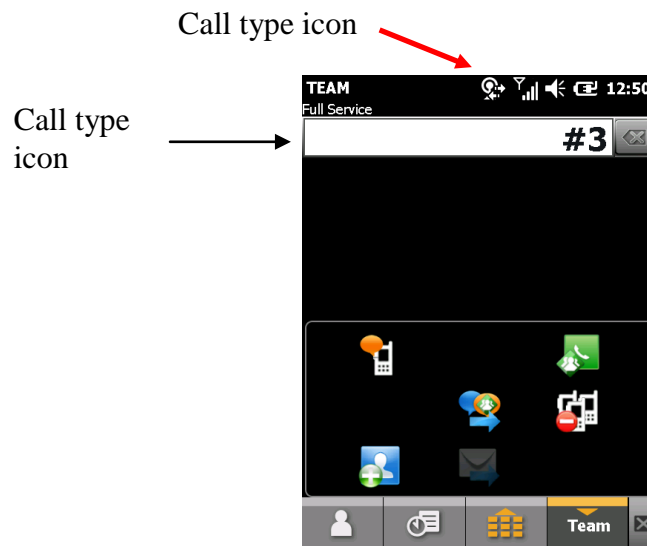 Call type icon
TEAM 12:50
Full Service
Call type
icon
#3
Team